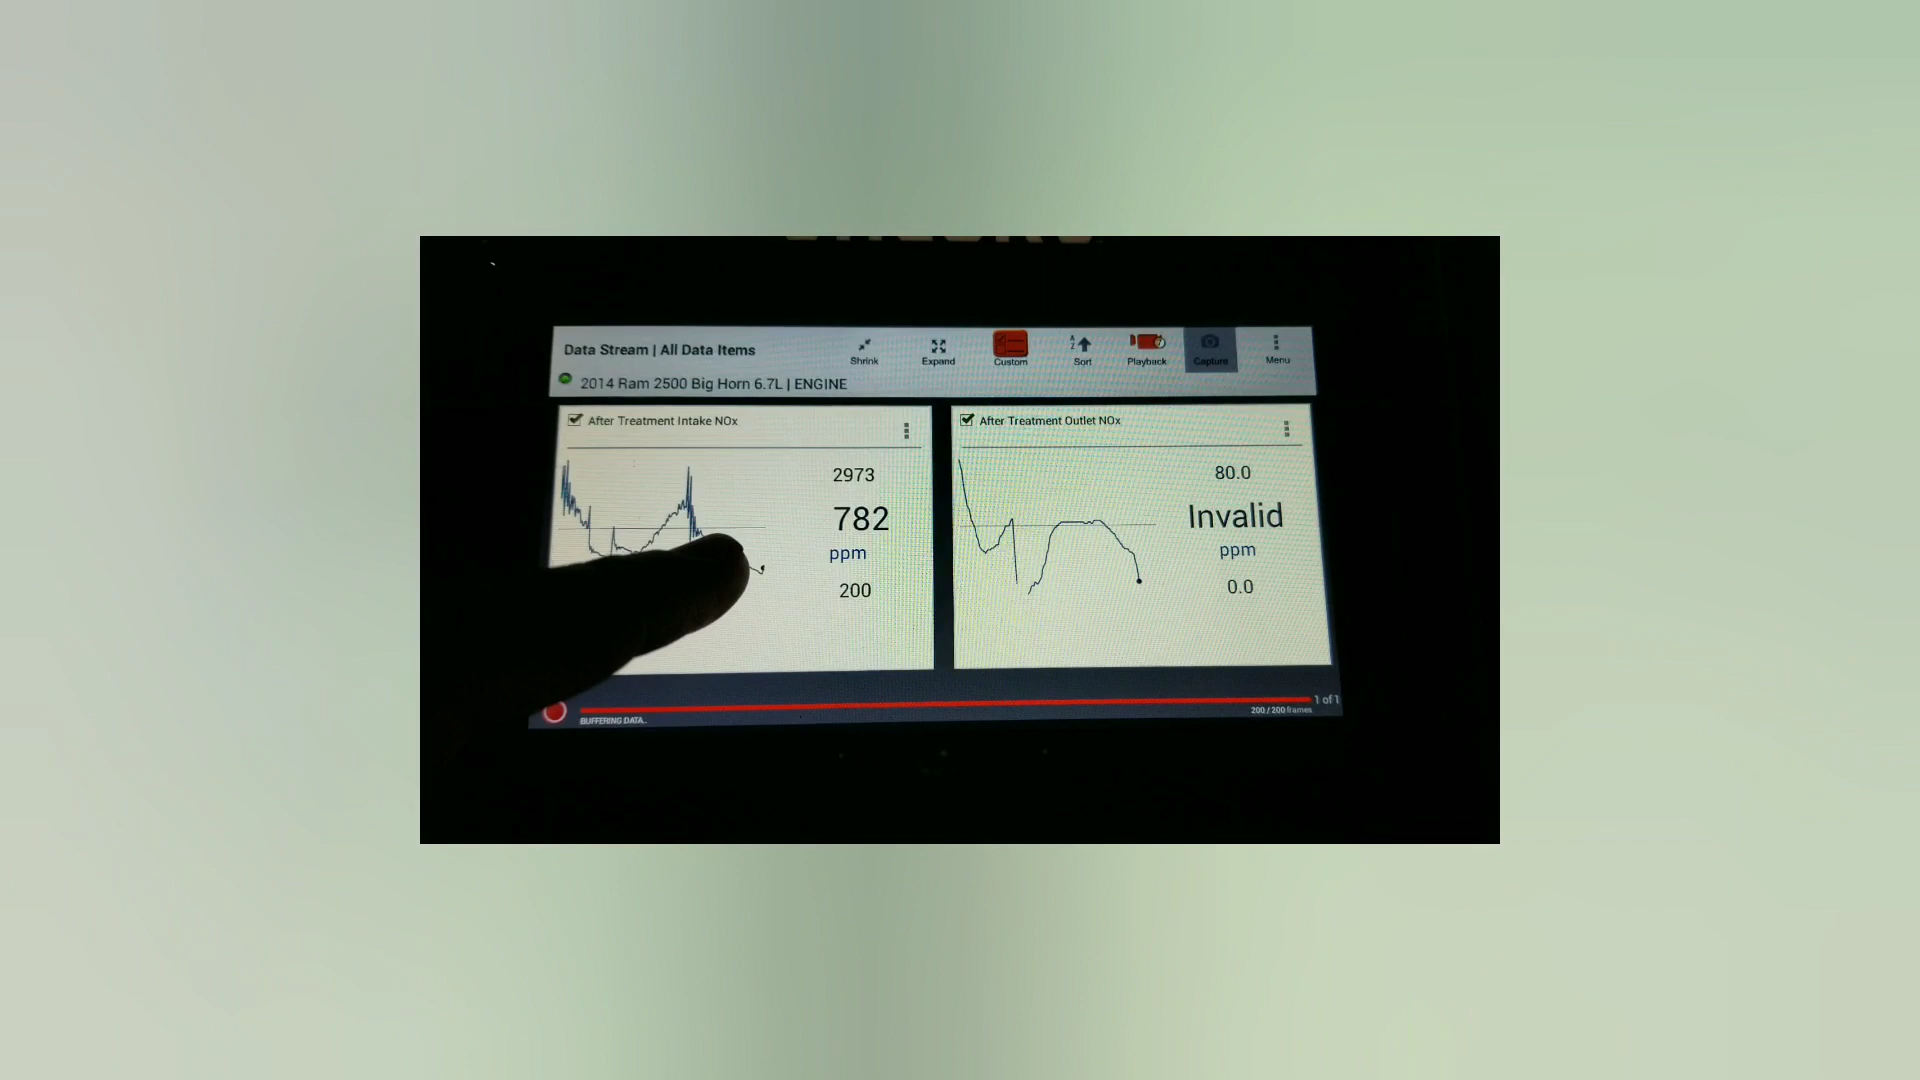 Data Stream | All Data Items
Shrink
Expand
Custom
Sort
Playback
Capture
Menu
2014 Ram 2500 Big Horn 6.7L | ENGINE
After Treatment Intake NOx
2973
782
ppm
200
After Treatment Outlet NOx
80.0
Invalid
ppm
0.0
BUFFERING DATA..
200 / 200 frames
1 of 1